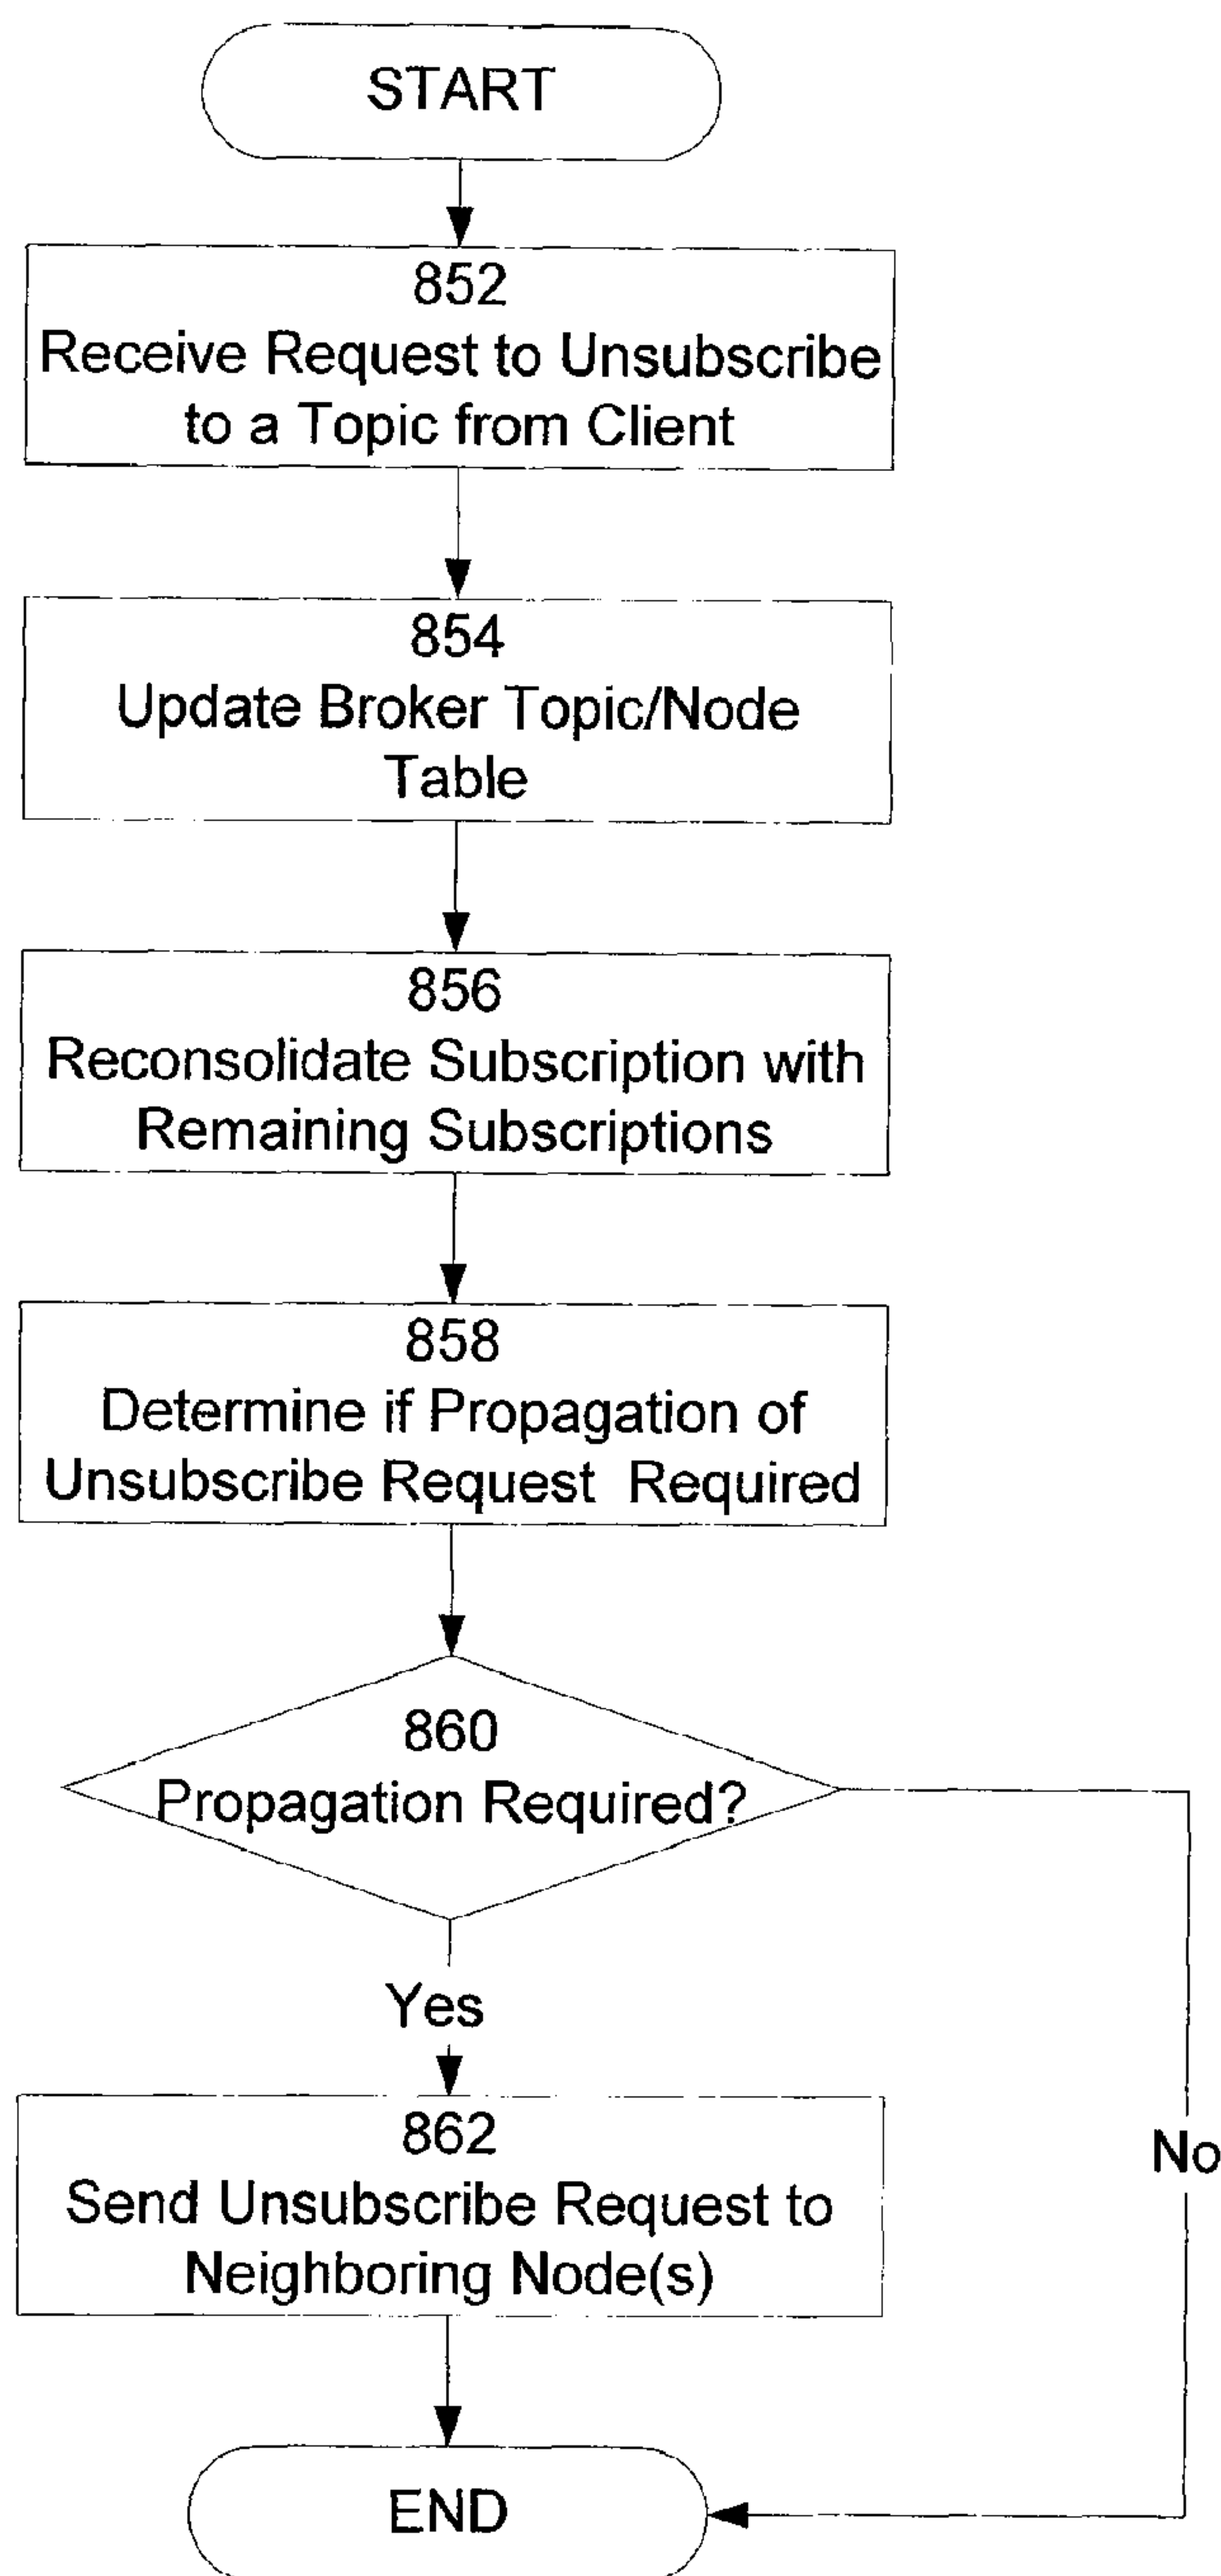 START
852
Receive Request to Unsubscribe
to a Topic from Client
854
Update Broker Topic/Node
Table
856
Reconsolidate Subscription with
Remaining Subscriptions
858
Determine if Propagation of
Unsubscribe Request Required
860
Propagation Required?
Yes
862
Send Unsubscribe Request to
Neighboring Node(s)
No
END